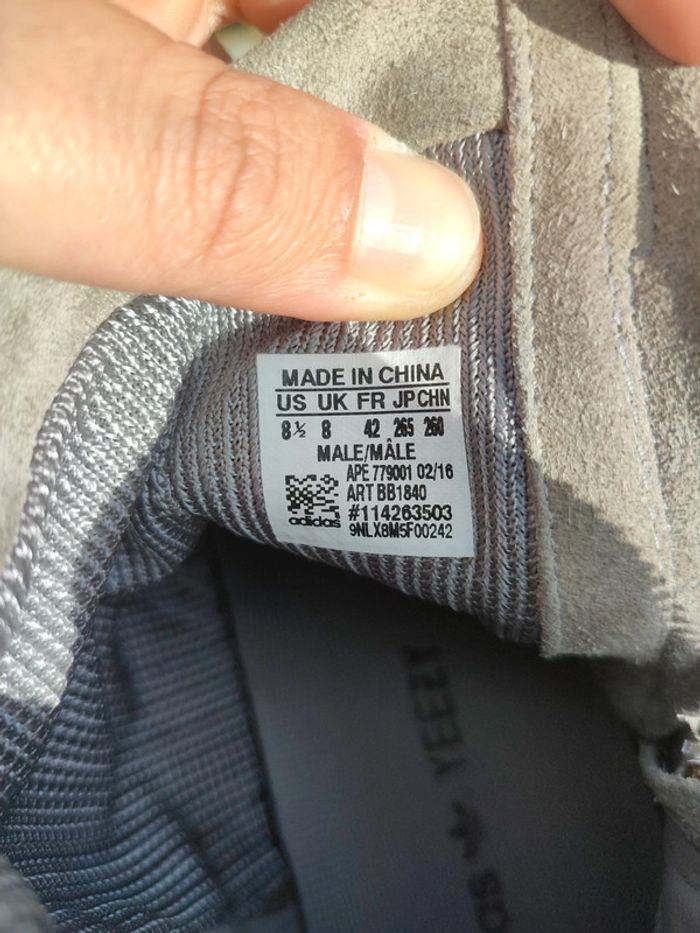 MADE IN CHINA
US UK FR JP CHN
8½ 8 42 265 260
MALE/MÂLE
APE 779001 02/16
ART BB1840
#114263503
adidas
9NLX8M5F00242
YEEZY